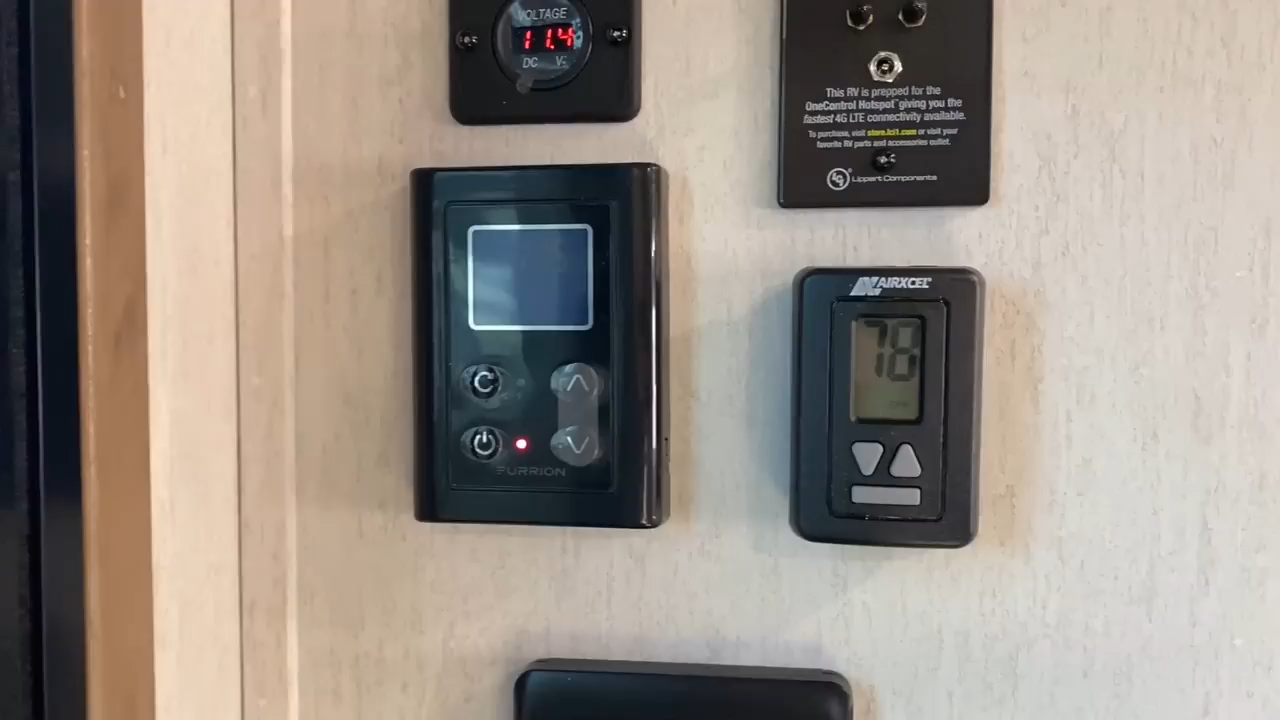 VOLTAGE
11.4
DC V
This RV is prepped for the
OneControl Hotspot™ giving you the
fastest 4G LTE connectivity available.
To purchase, visit store.lci1.com or visit your
favorite RV parts and accessories outlet.
Lippert Components
AIRXCEL
78
OFF
FURRION